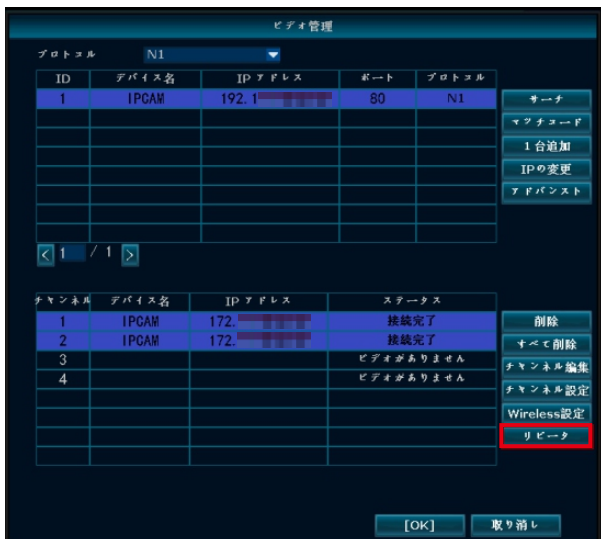 ビデオ管理
プロトコル N1
ID デバイス名 IPアドレス ポート プロトコル
1 IPCAM 192.1 80 N1
サーチ
マッチコード
1台追加
IPの変更
アドバンスト
< 1 / 1 >
チャンネル デバイス名 IPアドレス ステータス
1 IPCAM 172. 接続完了 削除
2 IPCAM 172. 接続完了 すべて削除
3 ビデオがありません チャンネル編集
4 ビデオがありません チャンネル設定
Wireless設定
リピータ
[OK] 取り消し